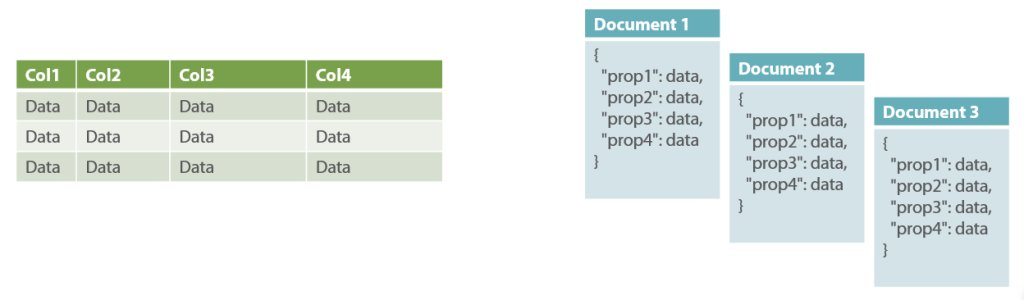 Col1 Col2 Col3 Col4
Data Data Data Data
Data Data Data Data
Data Data Data Data
Document 1
{
"prop1": data,
"prop2": data,
"prop3": data,
"prop4": data
}
Document 2
{
"prop1": data,
"prop2": data,
"prop3": data,
"prop4": data
}
Document 3
{
"prop1": data,
"prop2": data,
"prop3": data,
"prop4": data
}